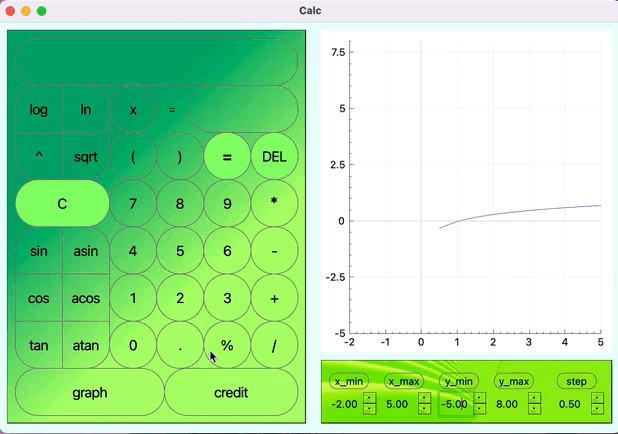 Calc
log ln x =
^ sqrt ( ) = DEL
C 7 8 9 *
sin asin 4 5 6 -
cos acos 1 2 3 +
tan atan 0 . % /
graph credit
7.5
5
2.5
0
-2.5
-5
-2 -1 0 1 2 3 4 5
x_min x_max y_min y_max step
-2.00 5.00 -5.00 8.00 0.50